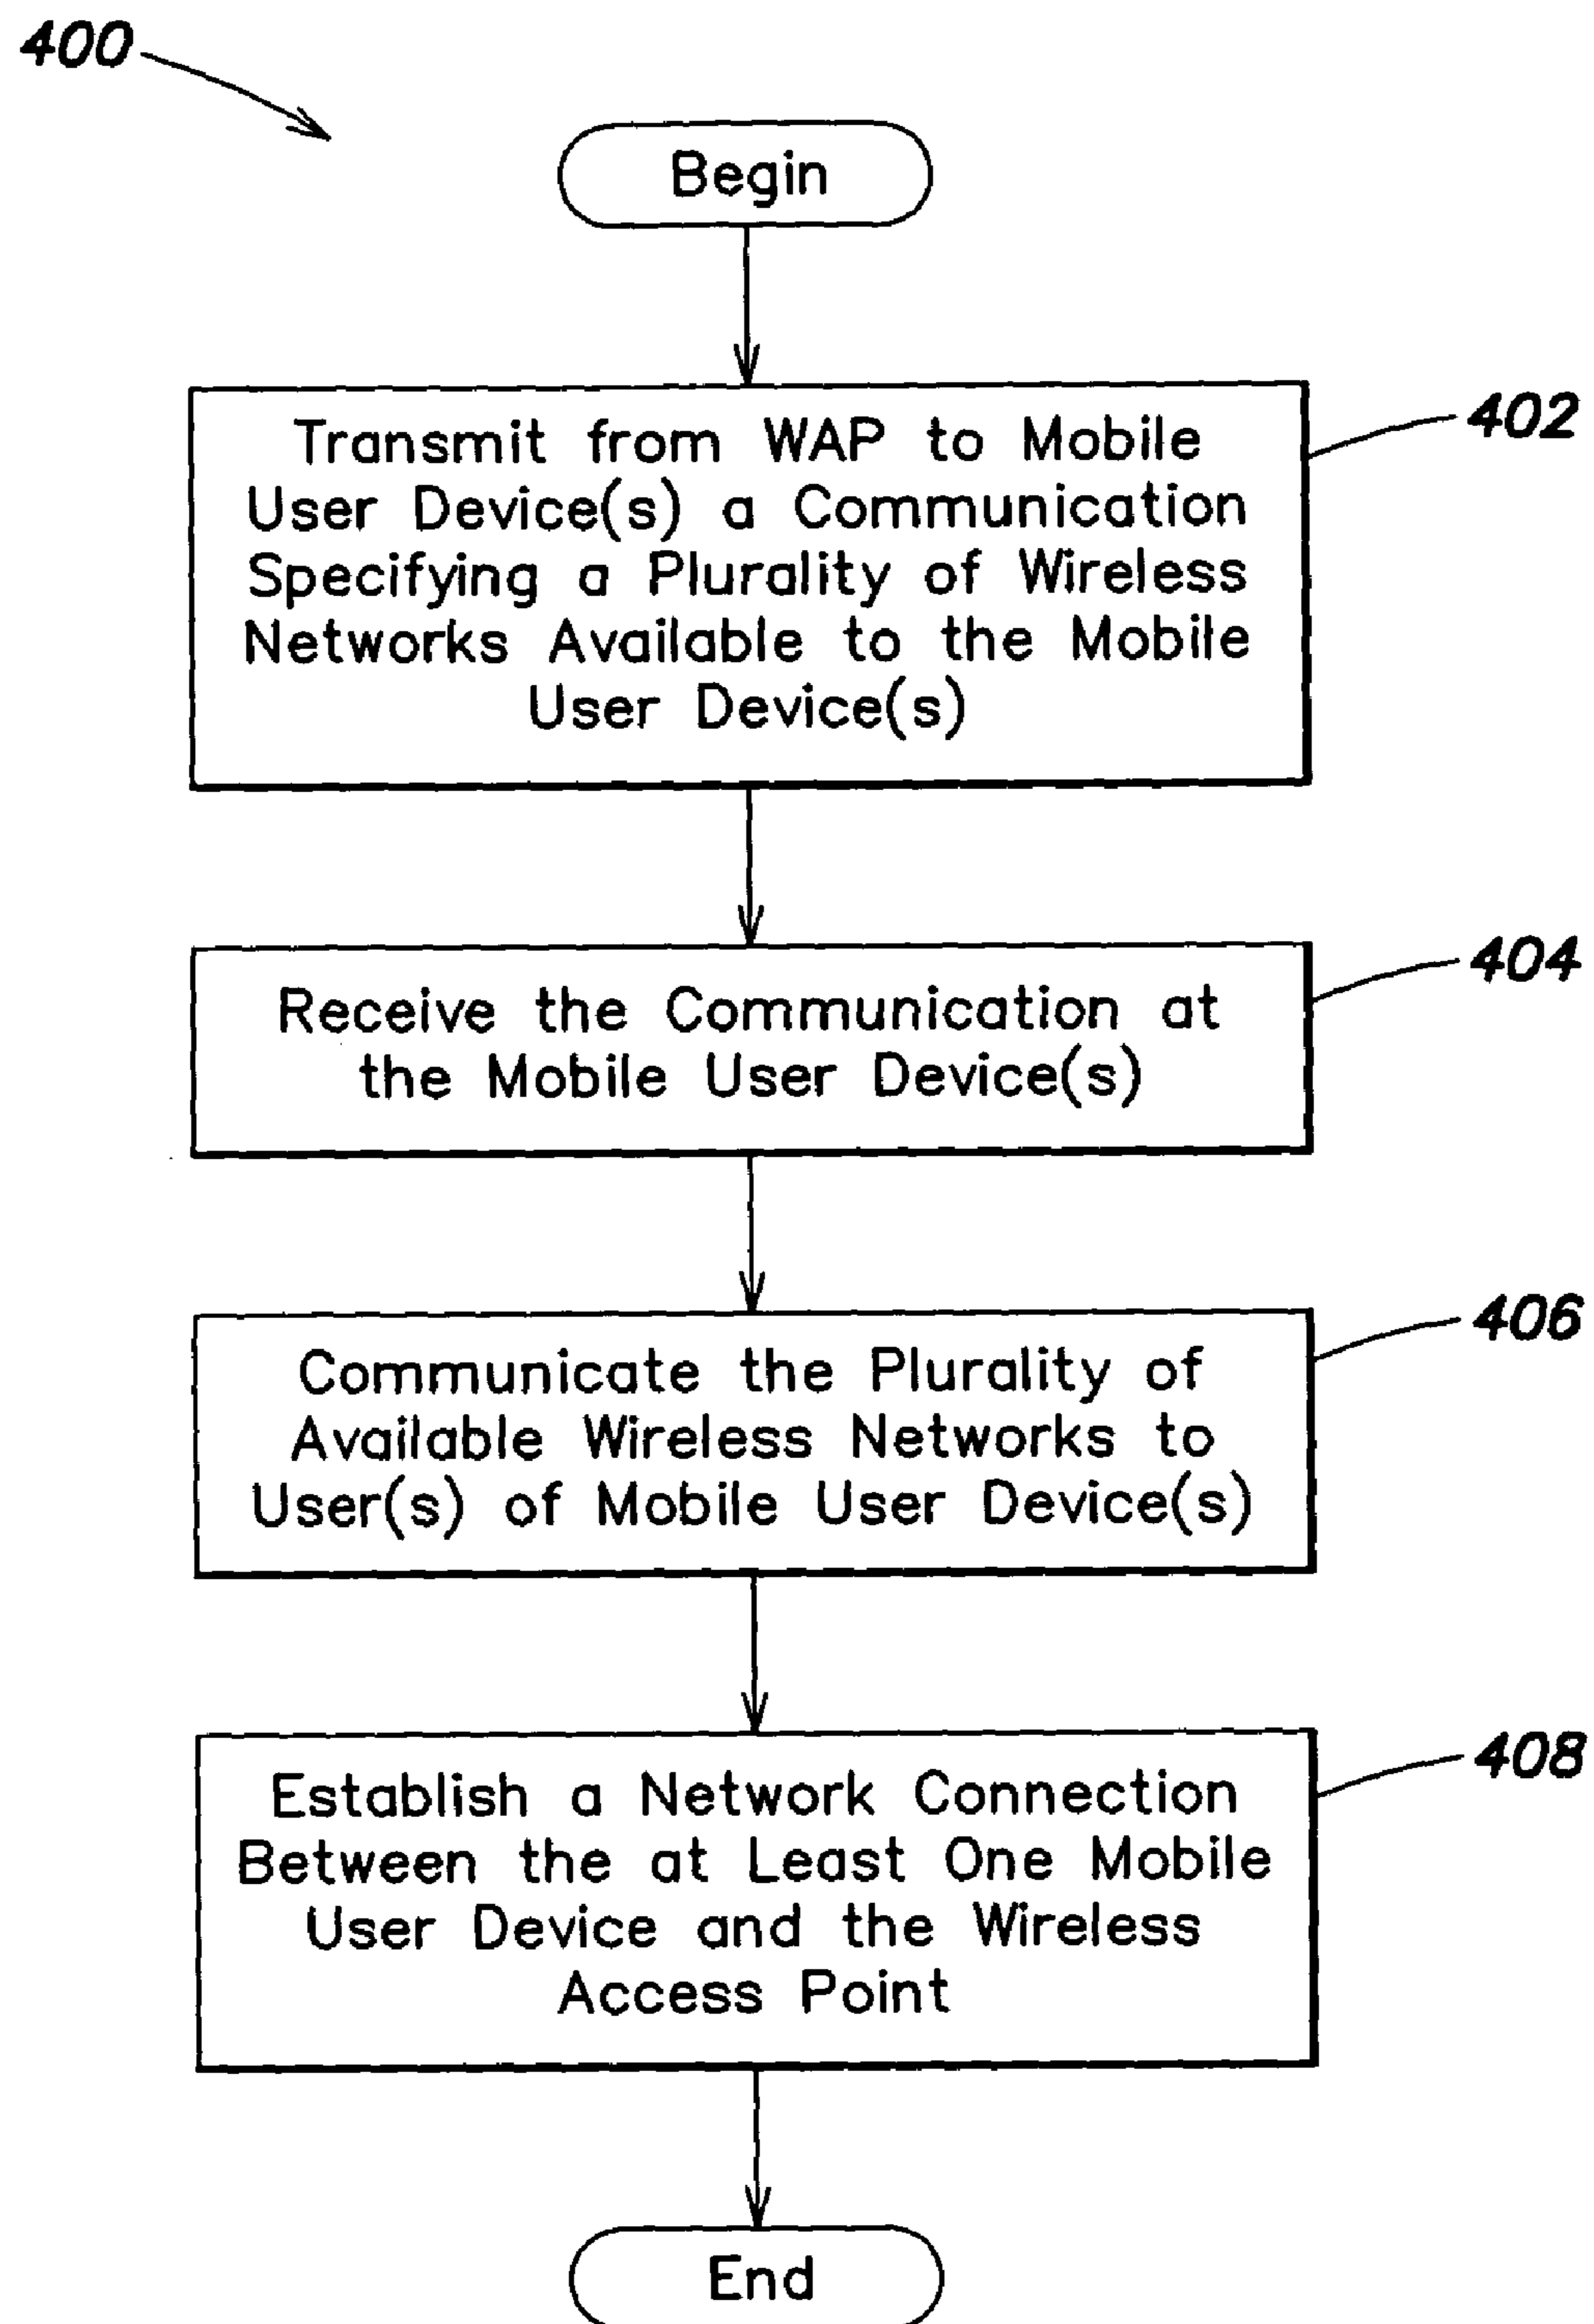 400
Begin
Transmit from WAP to Mobile
User Device(s) a Communication
Specifying a Plurality of Wireless
Networks Available to the Mobile
User Device(s)
402
Receive the Communication at
the Mobile User Device(s)
404
Communicate the Plurality of
Available Wireless Networks to
User(s) of Mobile User Device(s)
406
Establish a Network Connection
Between the at Least One Mobile
User Device and the Wireless
Access Point
408
End